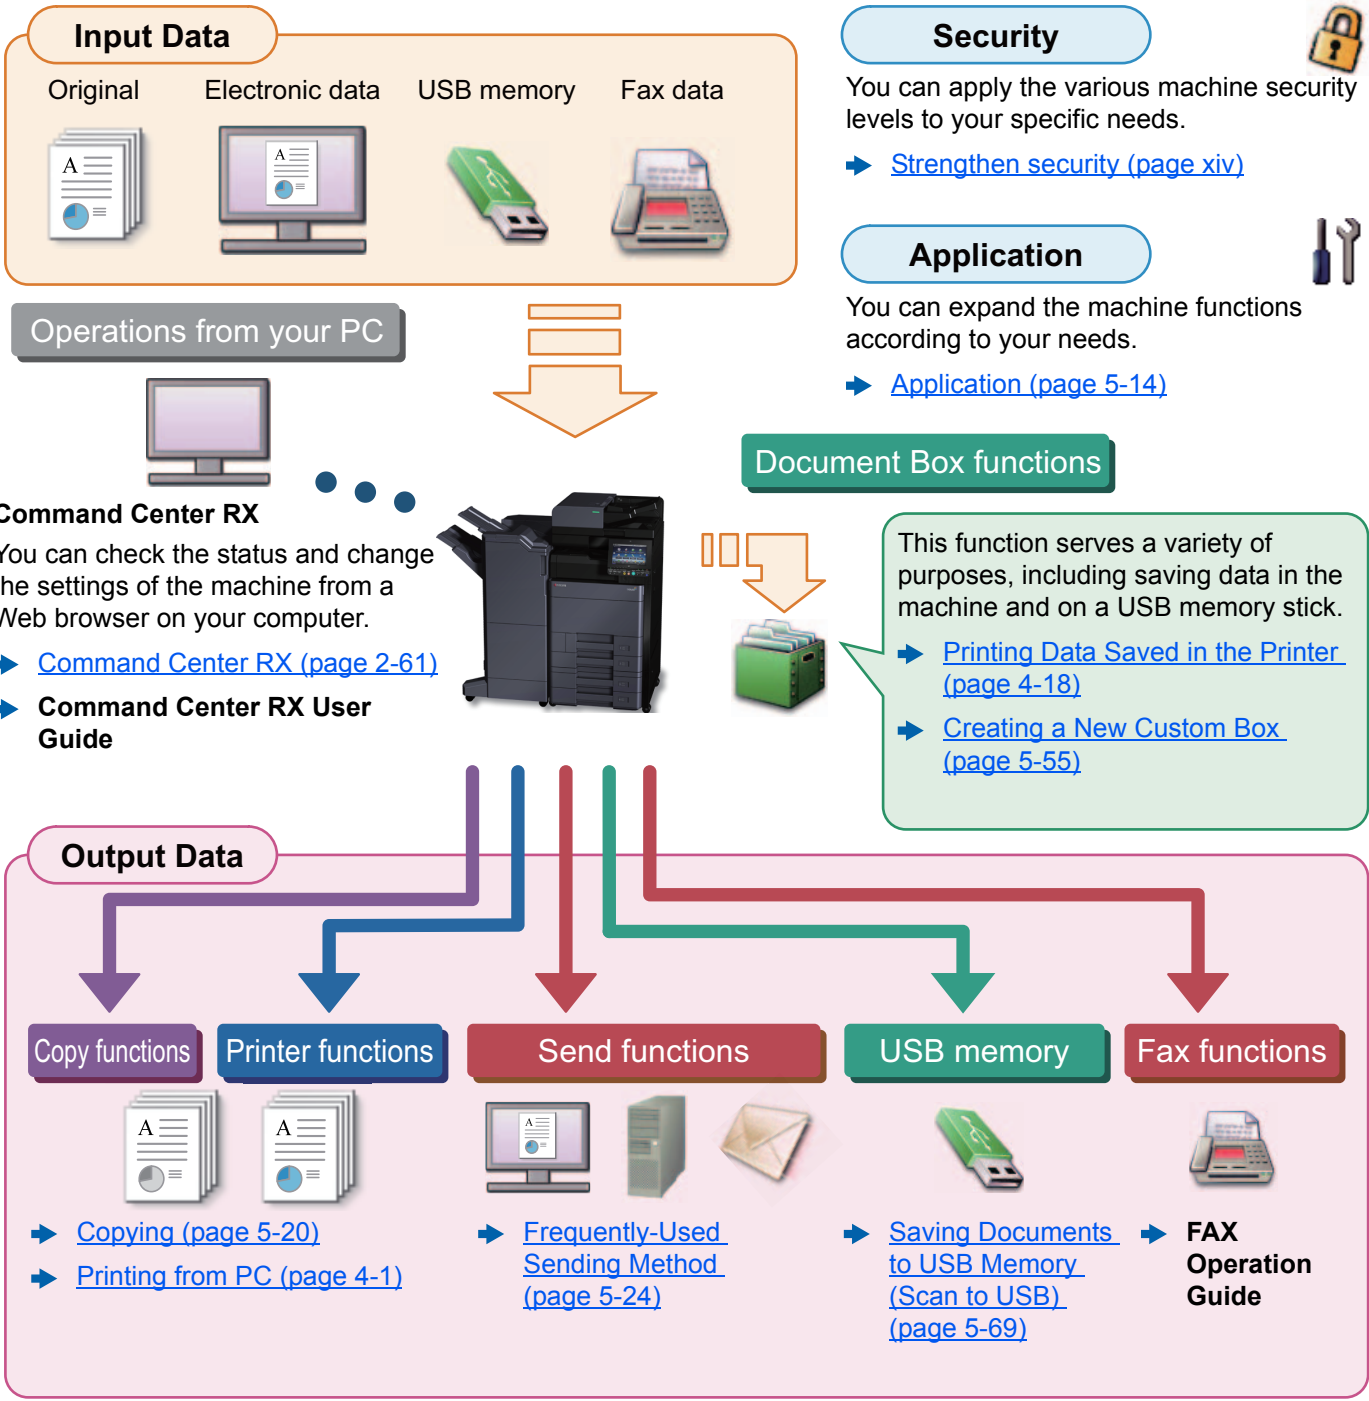 Input Data
Original
Electronic data
USB memory
Fax data
A
A
Security
You can apply the various machine security
levels to your specific needs.
Strengthen security (page xiv)
Application
You can expand the machine functions
according to your needs.
Application (page 5-14)
Operations from your PC
Command Center RX
You can check the status and change
the settings of the machine from a
Web browser on your computer.
Command Center RX (page 2-61)
Command Center RX User
Guide
Document Box functions
This function serves a variety of
purposes, including saving data in the
machine and on a USB memory stick.
Printing Data Saved in the Printer
(page 4-18)
Creating a New Custom Box
(page 5-55)
Output Data
Copy functions
Printer functions
Send functions
USB memory
Fax functions
A
A
A
Copying (page 5-20)
Printing from PC (page 4-1)
Frequently-Used
Sending Method
(page 5-24)
Saving Documents
to USB Memory
(Scan to USB)
(page 5-69)
FAX
Operation
Guide